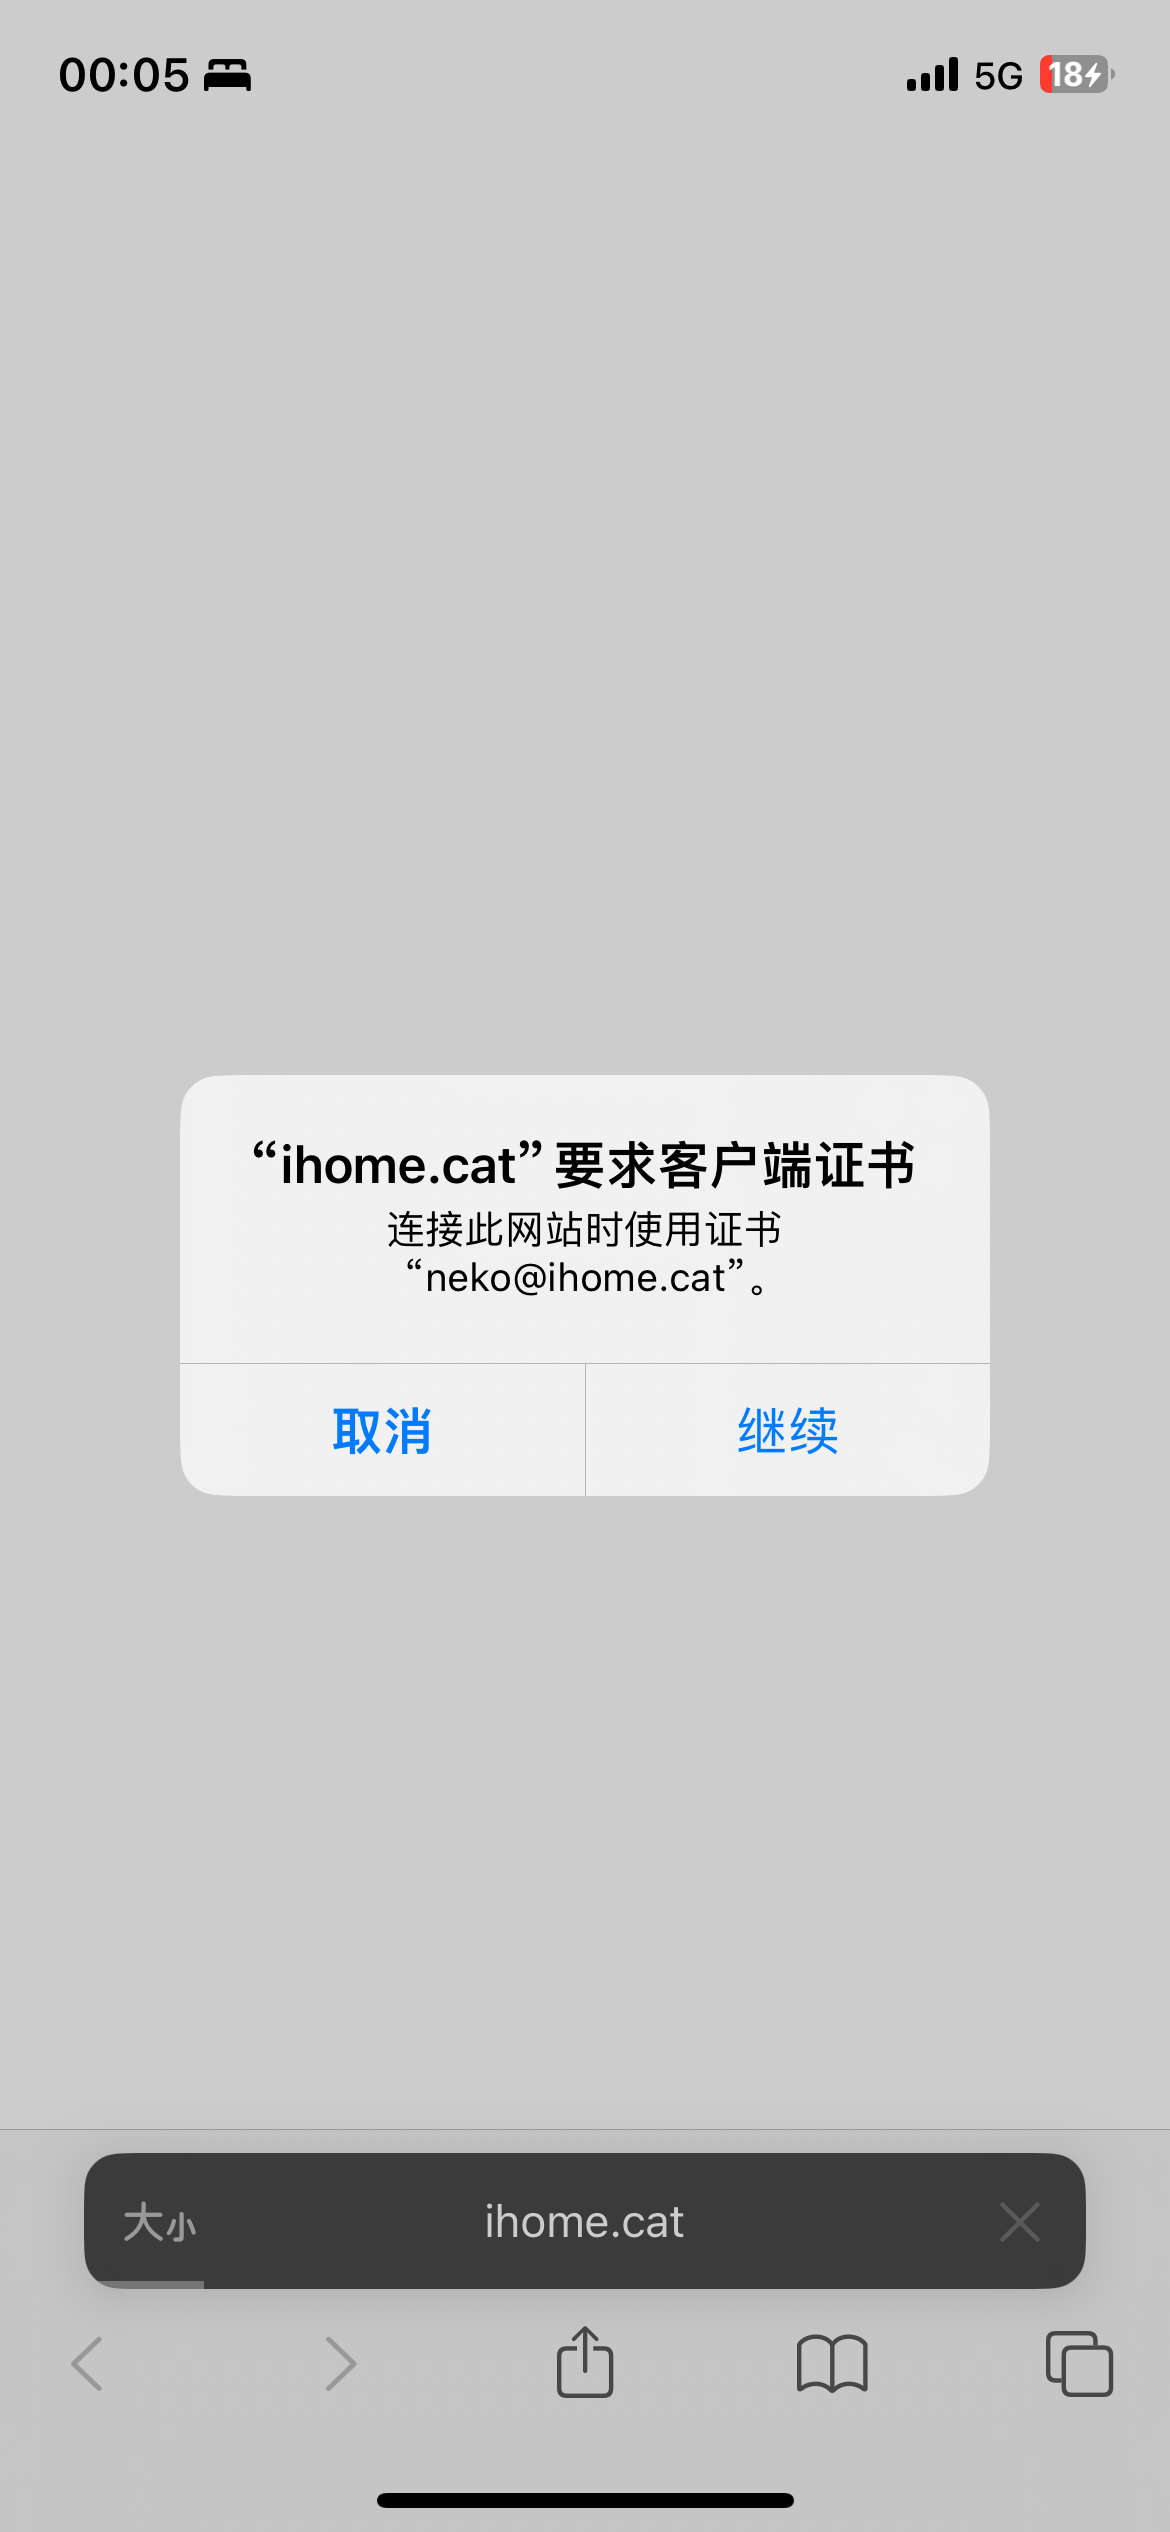 00:05
5G
18
“ihome.cat” 要求客户端证书
连接此网站时使用证书
“neko@ihome.cat”。
取消
继续
大小
ihome.cat